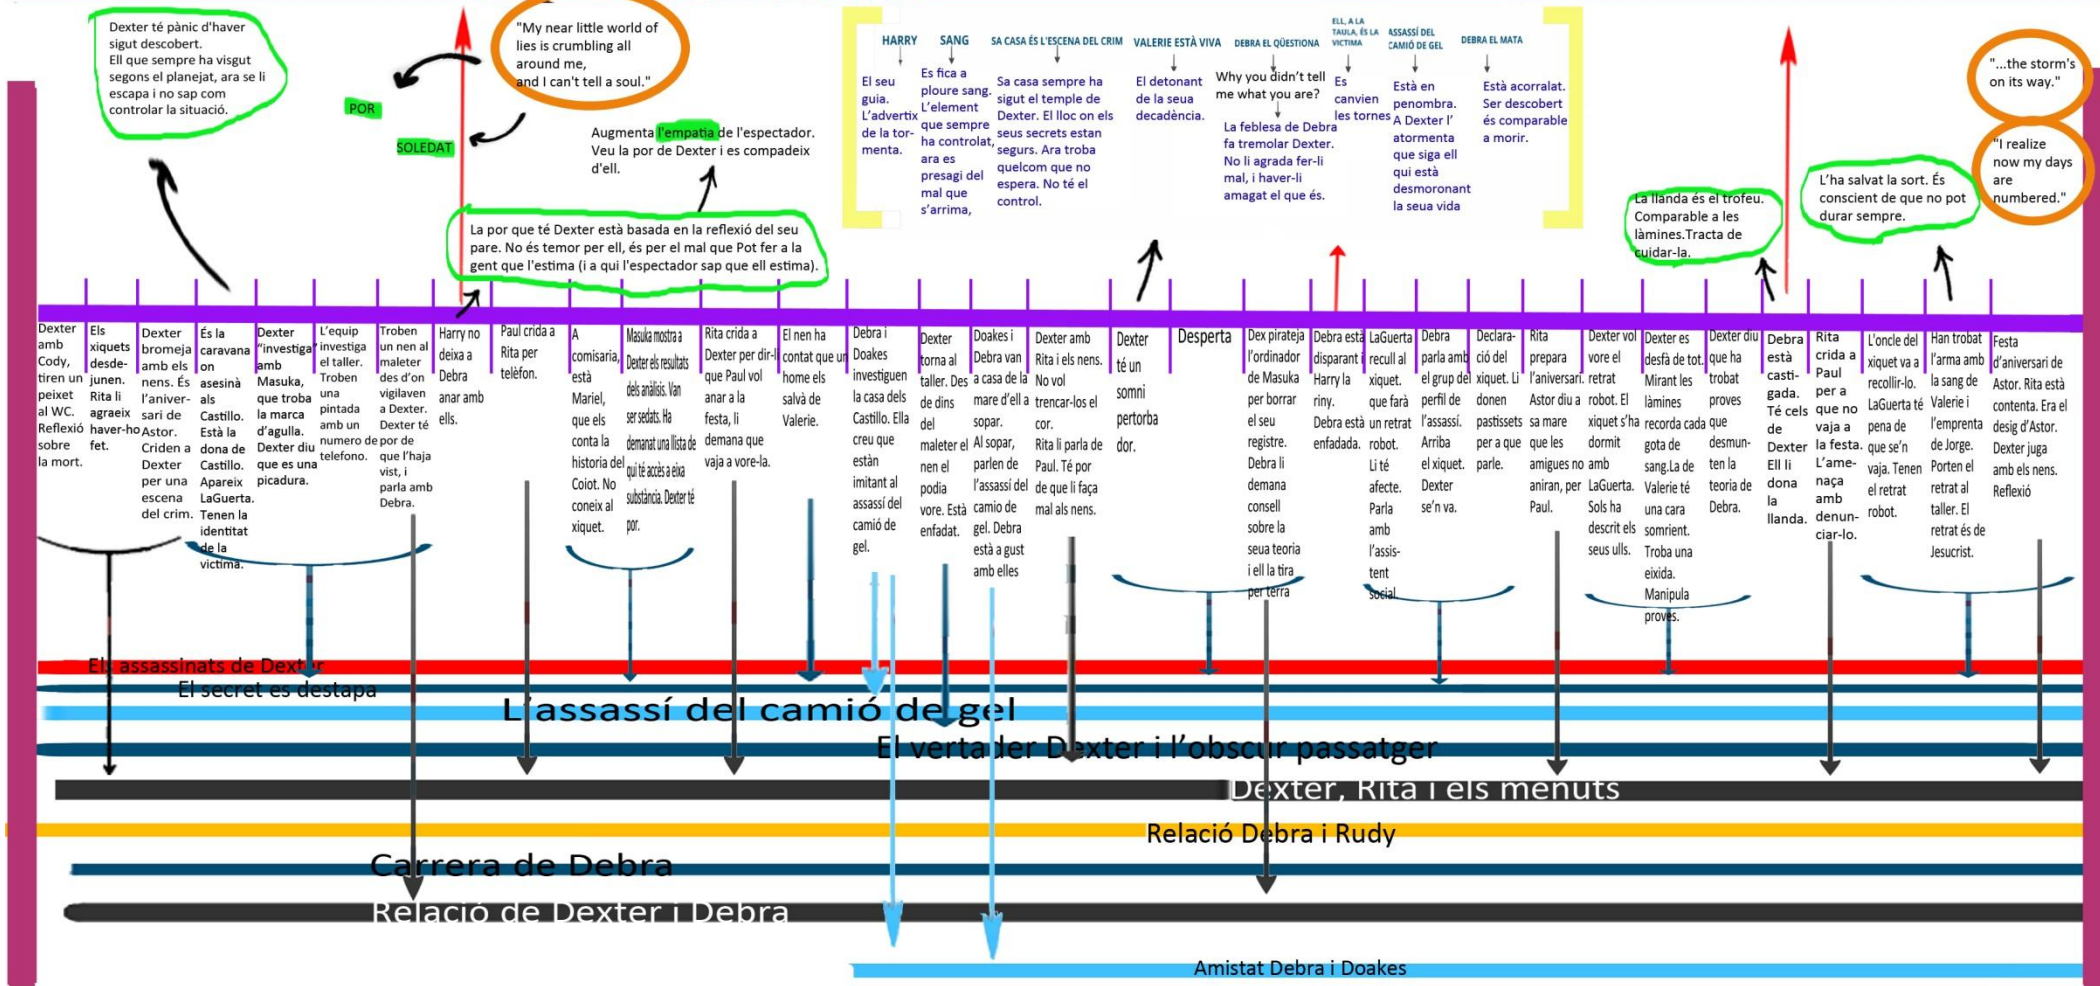 Dexter té pànic d'haver
sigut descobert.
Ell que sempre ha visgut
segons el planejat, ara se li
escapa i no sap com
controlar la situació.
POR
SOLEDAT
"My near little world of
lies is crumbling all
around me,
and I can't tell a soul."
Augmenta l'empatia de l'espectador.
Veu la por de Dexter i es compadeix
d'ell.
La por que té Dexter està basada en la reflexió del seu
pare. No és temor per ell, és per el mal que Pot fer a la
gent que l'estima (i a qui l'espectador sap que ell estima).
HARRY
El seu
guia.
L'advertix
de la tor-
menta.
SANG
Es fica a
ploure sang.
L'element
que sempre
ha controlat,
ara es
presagi del
mal que
s'arrima,
SA CASA ÉS L'ESCENA DEL CRIM
Sa casa sempre ha
sigut el temple de
Dexter. El lloc on els
seus secrets estan
segurs. Ara troba
quelcom que no
espera. No té el
control.
VALERIE ESTÀ VIVA
El detonant
de la seua
decadència.
DEBRA EL QÜESTIONA
Why you didn't tell
me what you are?
La feblesa de Debra
fa tremolar Dexter.
No li agrada fer-li
mal, i haver-li
amagat el que és.
ELL, A LA
TAULA, ÉS LA
VICTIMA
Es
canvien
les tornes
ASSASSÍ DEL
CAMIÓ DE GEL
Està en
penombra.
A Dexter l'
atormenta
que siga ell
qui està
desmoronant
la seua vida
DEBRA EL MATA
Està acorralat.
Ser descobert
és comparable
a morir.
La llanda és el trofeu.
Comparable a les
làmines.Tracta de
cuidar-la.
L'ha salvat la sort. És
conscient de que no pot
durar sempre.
"...the storm's
on its way."
"I realize
now my days
are
numbered."
Dexter
amb
Cody,
tiren un
peixet
al WC.
Reflexió
sobre
la mort.
Els
xiquets
desde-
junen.
Rita li
agraeix
haver-ho
fet.
Dexter
bromeja
amb els
nens. És
l'aniver-
sari de
Astor.
Criden a
Dexter
per una
escena
del crim.
És la
caravana
on
asesinà
als
Castillo.
Està la
dona de
Castillo.
Apareix
LaGuerta.
Tenen la
identitat
de la
victima.
Dexter
"investiga"
amb
Masuka,
que troba
la marca
d'agulla.
Dexter diu
que es una
picadura.
L'equip
investiga
el taller.
Troben
una
pintada
amb un
numero de
telefono.
Troben
un nen al
maleter
des d'on
vigilaven
a Dexter.
Dexter té
por de
que l'haja
vist, i
parla amb
Debra.
Harry no
deixa a
Debra
anar amb
ells.
Paul crida a
Rita per
telèfon.
A
comisaria,
està
Mariel,
que els
conta la
historia del
Coiot. No
coneix al
xiquet.
Masuka mostra a
Dexter els resultats
dels anàlisis. Van
ser sedats. Ha
demanat una llista de
qui té accès a eixa
substància. Dexter té
por.
Rita crida a
Dexter per dir-li
que Paul vol
anar a la
festa, li
demana que
vaja a vore-la.
El nen ha
contat que un
home els
salvà de
Valerie.
Debra i
Doakes
investiguen
la casa dels
Castillo. Ella
creu que
estàn
imitant al
assassí del
camió de
gel.
Dexter
torna al
taller. Des
de dins
del
maleter el
nen el
podia
vore. Està
enfadat.
Doakes i
Debra van
a casa de la
mare d'ell a
sopar.
Al sopar,
parlen de
l'assassí del
camio de
gel. Debra
està a gust
amb elles
Dexter amb
Rita i els nens.
No vol
trencar-los el
cor.
Rita li parla de
Paul. Té por
de que li faça
mal als nens.
Dexter
té un
somni
pertorba
dor.
Desperta
Dex pirateja
l'ordinador
de Masuka
per borrar
el seu
registre.
Debra li
demana
consell
sobre la
seua teoria
i ell la tira
per terra
Debra està
disparant i
Harry la
riny.
Debra està
enfadada.
LaGuerta
recull al
xiquet.
que farà
un retrat
robot.
Li té
afecte.
Parla
amb
l'assis-
tent
social
Debra
parla amb
el grup del
perfil de
l'assassí.
Arriba
el xiquet.
Dexter
se'n va.
Declara-
ció del
xiquet. Li
donen
pastissets
per a que
parle.
Rita
prepara
l'aniversari.
Astor diu a
sa mare
que les
amigues no
aniran, per
Paul.
Dexter vol
vore el
retrat
robot. El
xiquet s'ha
dormit
amb
LaGuerta.
Sols ha
descrit els
seus ulls.
Dexter es
desfà de tot.
Mirant les
làmines
recorda cada
gota de
sang.La de
Valerie té
una cara
somrient.
Troba una
eixida.
Manipula
proves.
Dexter diu
que ha
trobat
proves
que
desmun-
ten la
teoria de
Debra.
Debra
està
casti-
gada.
Té cels
de
Dexter
Ell li
dona
la
llanda.
Rita
crida a
Paul
per a
que no
vaja a
la festa.
L'ame-
naça
amb
denun-
ciar-lo.
L'oncle del
xiquet va a
recollir-lo.
LaGuerta té
pena de
que se'n
vaja. Tenen
el retrat
robot.
Han trobat
l'arma amb
la sang de
Valerie i
l'emprenta
de Jorge.
Porten el
retrat al
taller. El
retrat és de
Jesucrist.
Festa
d'aniversari de
Astor. Rita està
contenta. Era el
desig d'Astor.
Dexter juga
amb els nens.
Reflexió
Els assassinats de Dexter
El secret es destapa
L'assassí del camió de gel
El vertader Dexter i l'obscur passatger
Dexter, Rita i els menuts
Relació Debra i Rudy
Carrera de Debra
Relació de Dexter i Debra
Amistat Debra i Doakes